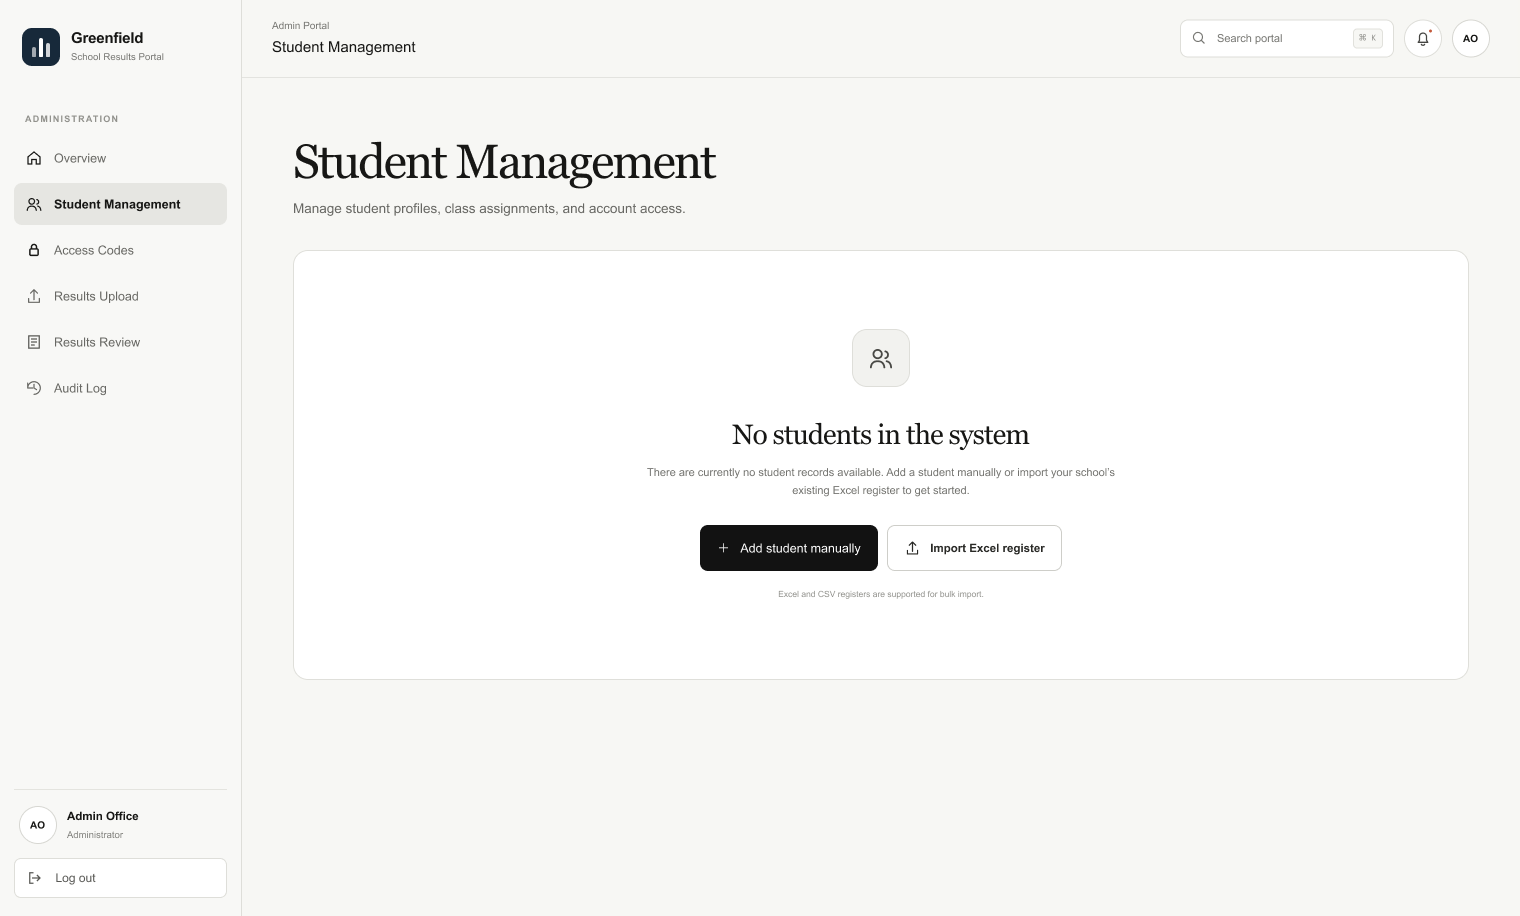 Greenfield
School Results Portal
ADMINISTRATION
Overview
Student Management
Access Codes
Results Upload
Results Review
Audit Log
AO
Admin Office
Administrator
Log out
Admin Portal
Student Management
Search portal
⌘ K
AO
Student Management
Manage student profiles, class assignments, and account access.
No students in the system
There are currently no student records available. Add a student manually or import your school’s
existing Excel register to get started.
Add student manually
Import Excel register
Excel and CSV registers are supported for bulk import.